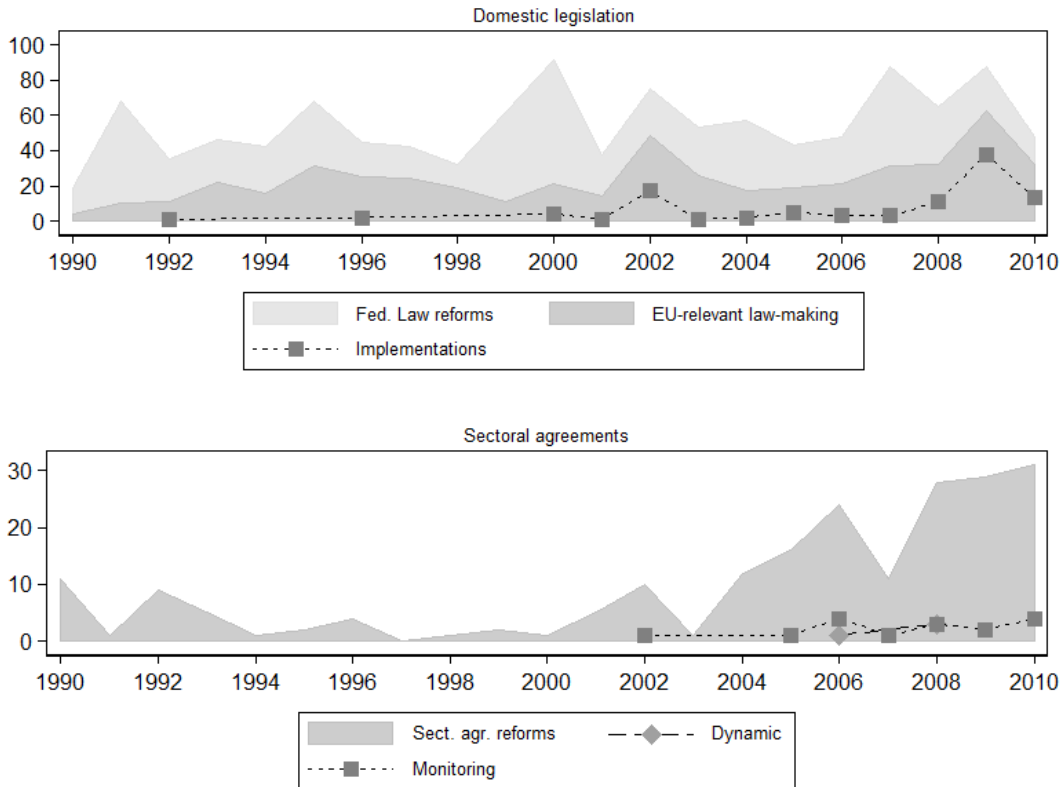 Domestic legislation
100
80
60
40
20
0
1990 1992 1994 1996 1998 2000 2002 2004 2006 2008 2010
Fed. Law reforms EU-relevant law-making
Implementations
Sectoral agreements
30
20
10
0
1990 1992 1994 1996 1998 2000 2002 2004 2006 2008 2010
Sect. agr. reforms Dynamic
Monitoring